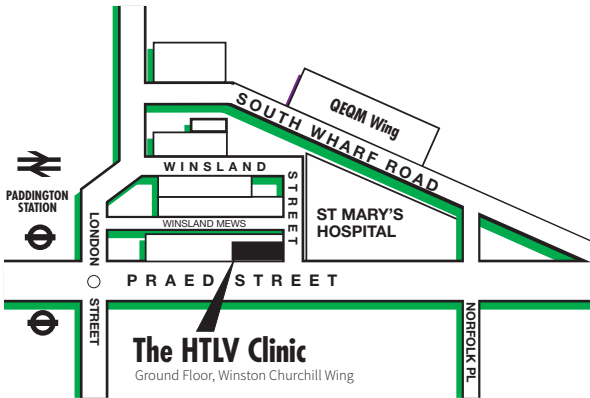 SOUTH WHARF ROAD
QEQM Wing
WINSLAND
STREET
PADDINGTON
STATION
LONDON
STREET
WINSLAND MEWS
ST MARY'S
HOSPITAL
PRAED STREET
NORFOLK PL
The HTLV Clinic
Ground Floor, Winston Churchill Wing